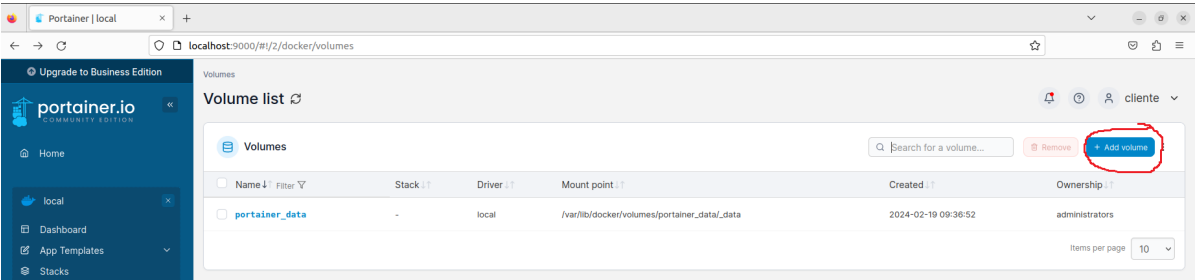 Portainer | local
localhost:9000/#!/2/docker/volumes
Upgrade to Business Edition
portainer.io
COMMUNITY EDITION
Home
local
Dashboard
App Templates
Stacks
Volumes
Volume list
cliente
Volumes
Search for a volume...
Remove
+ Add volume
Name Filter Stack Driver Mount point Created Ownership
portainer_data - local /var/lib/docker/volumes/portainer_data/_data 2024-02-19 09:36:52 administrators
Items per page 10